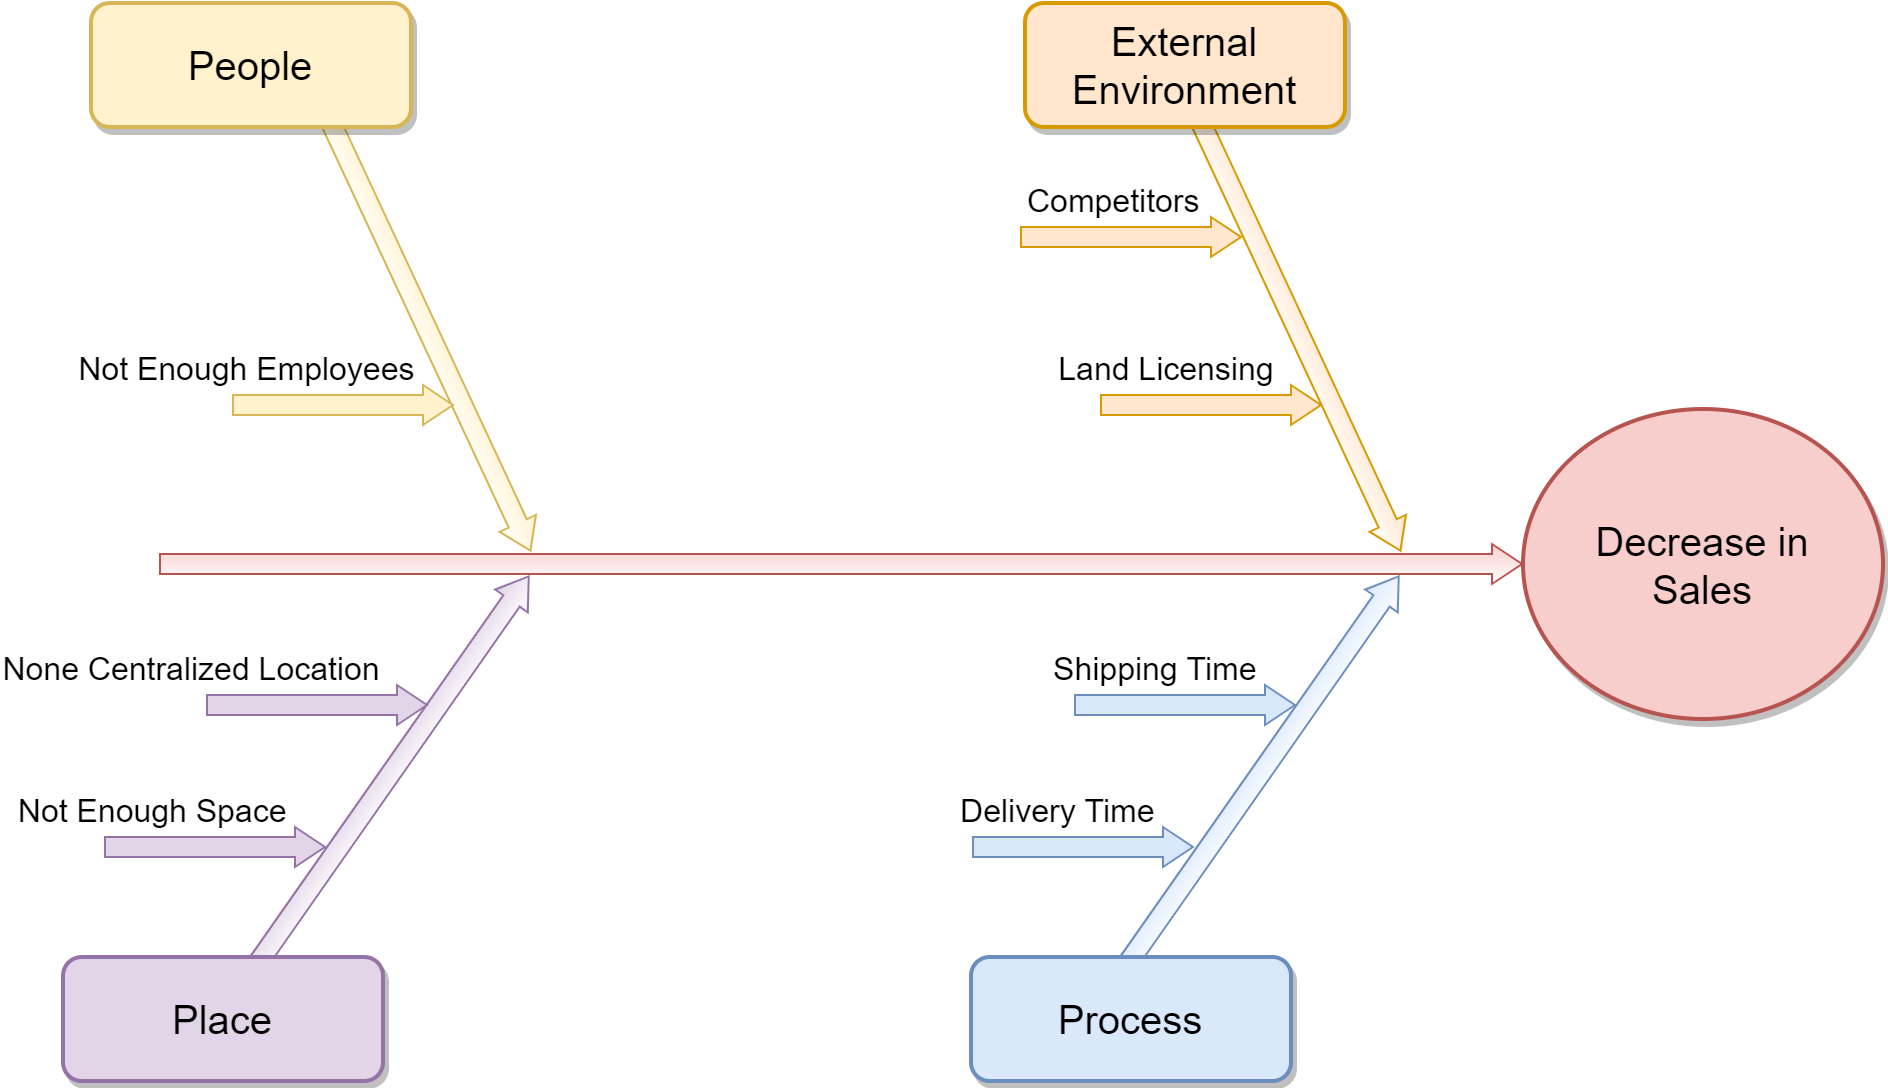 People
External
Environment
Competitors
Not Enough Employees
Land Licensing
Decrease in
Sales
None Centralized Location
Shipping Time
Not Enough Space
Delivery Time
Place
Process